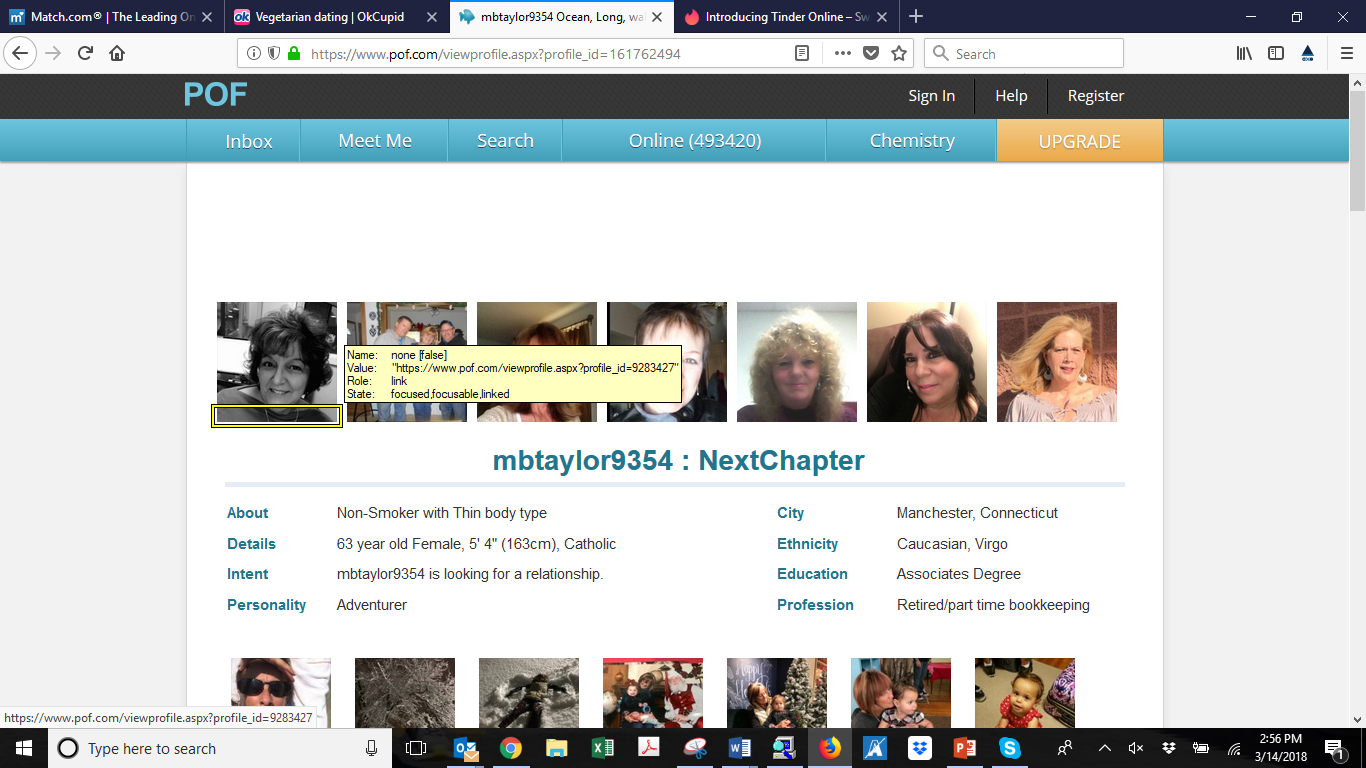 Match.com® | The Leading On
Vegetarian dating | OkCupid
mbtaylor9354 Ocean, Long, wa
Introducing Tinder Online – Sw
https://www.pof.com/viewprofile.aspx?profile_id=161762494
Search
POF
Sign In
Help
Register
Inbox
Meet Me
Search
Online (493420)
Chemistry
UPGRADE
Name: none [false]
Value: "https://www.pof.com/viewprofile.aspx?profile_id=9283427"
Role: link
State: focused,focusable,linked
mbtaylor9354 : NextChapter
About Non-Smoker with Thin body type
City Manchester, Connecticut
Details 63 year old Female, 5' 4" (163cm), Catholic
Ethnicity Caucasian, Virgo
Intent mbtaylor9354 is looking for a relationship.
Education Associates Degree
Personality Adventurer
Profession Retired/part time bookkeeping
https://www.pof.com/viewprofile.aspx?profile_id=9283427
Type here to search
2:56 PM
3/14/2018
1